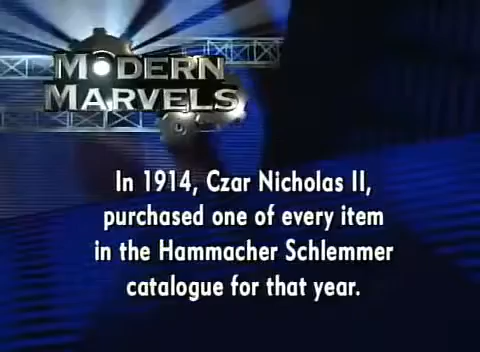 MODERN
MARVELS
In 1914, Czar Nicholas II,
purchased one of every item
in the Hammacher Schlemmer
catalogue for that year.